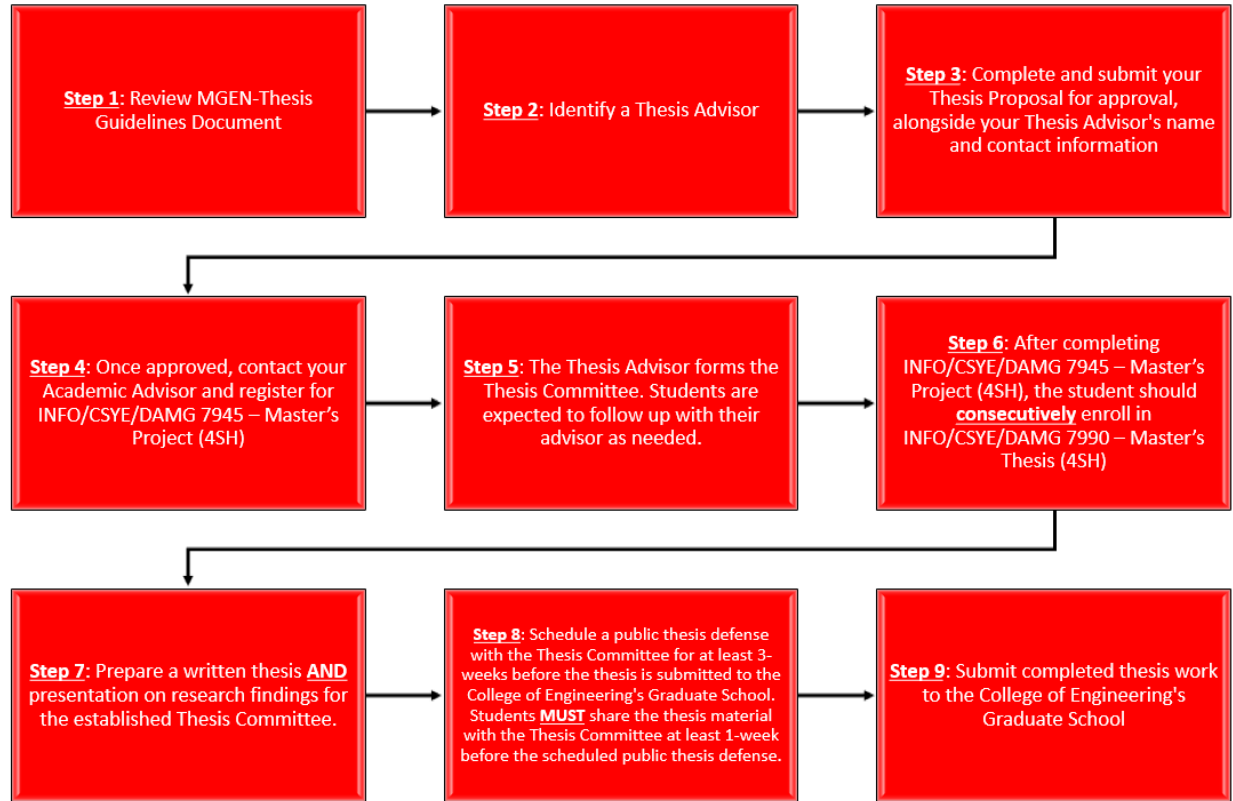 Step 1: Review MGEN-Thesis
Guidelines Document
Step 2: Identify a Thesis Advisor
Step 3: Complete and submit your
Thesis Proposal for approval,
alongside your Thesis Advisor's name
and contact information
Step 4: Once approved, contact your
Academic Advisor and register for
INFO/CSYE/DAMG 7945 – Master's
Project (4SH)
Step 5: The Thesis Advisor forms the
Thesis Committee. Students are
expected to follow up with their
advisor as needed.
Step 6: After completing
INFO/CSYE/DAMG 7945 – Master's
Project (4SH), the student should
consecutively enroll in
INFO/CSYE/DAMG 7990 – Master's
Thesis (4SH)
Step 7: Prepare a written thesis AND
presentation on research findings for
the established Thesis Committee.
Step 8: Schedule a public thesis defense
with the Thesis Committee for at least 3-
weeks before the thesis is submitted to the
College of Engineering's Graduate School.
Students MUST share the thesis material
with the Thesis Committee at least 1-week
before the scheduled public thesis defense.
Step 9: Submit completed thesis work
to the College of Engineering's
Graduate School